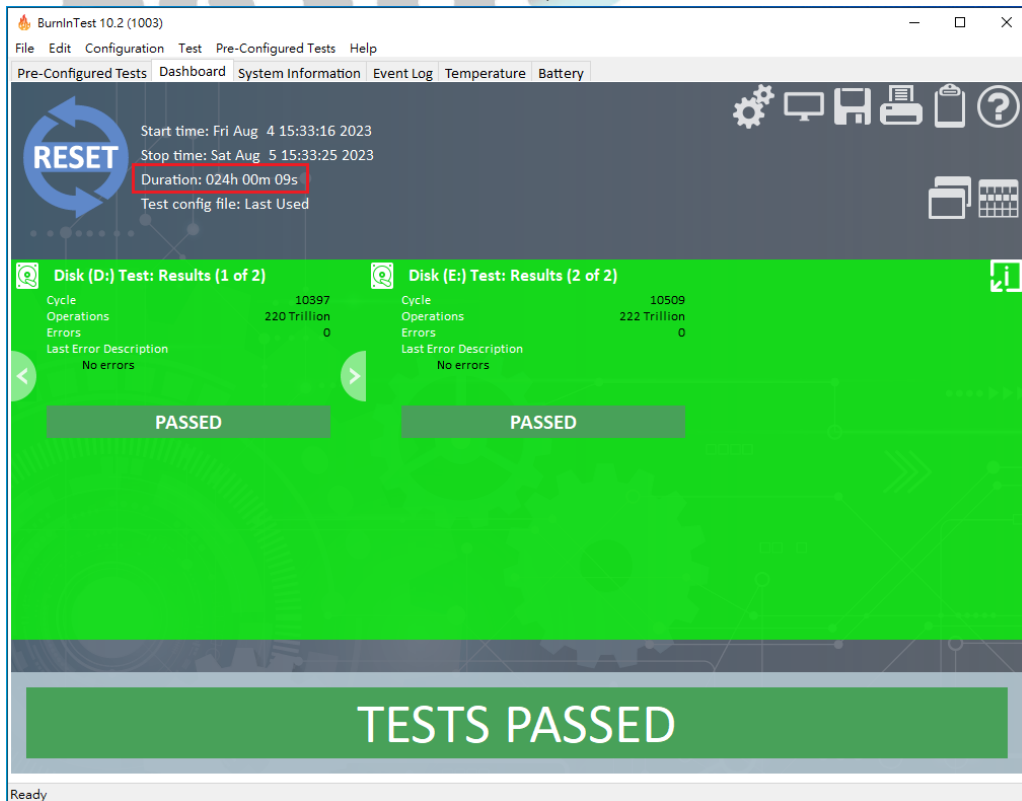 BurnInTest 10.2 (1003)
File Edit Configuration Test Pre-Configured Tests Help
Pre-Configured Tests Dashboard System Information Event Log Temperature Battery
RESET
Start time: Fri Aug 4 15:33:16 2023
Stop time: Sat Aug 5 15:33:25 2023
Duration: 024h 00m 09s
Test config file: Last Used
Disk (D:) Test: Results (1 of 2)
Cycle 10397
Operations 220 Trillion
Errors 0
Last Error Description
No errors
PASSED
Disk (E:) Test: Results (2 of 2)
Cycle 10509
Operations 222 Trillion
Errors 0
Last Error Description
No errors
PASSED
TESTS PASSED
Ready